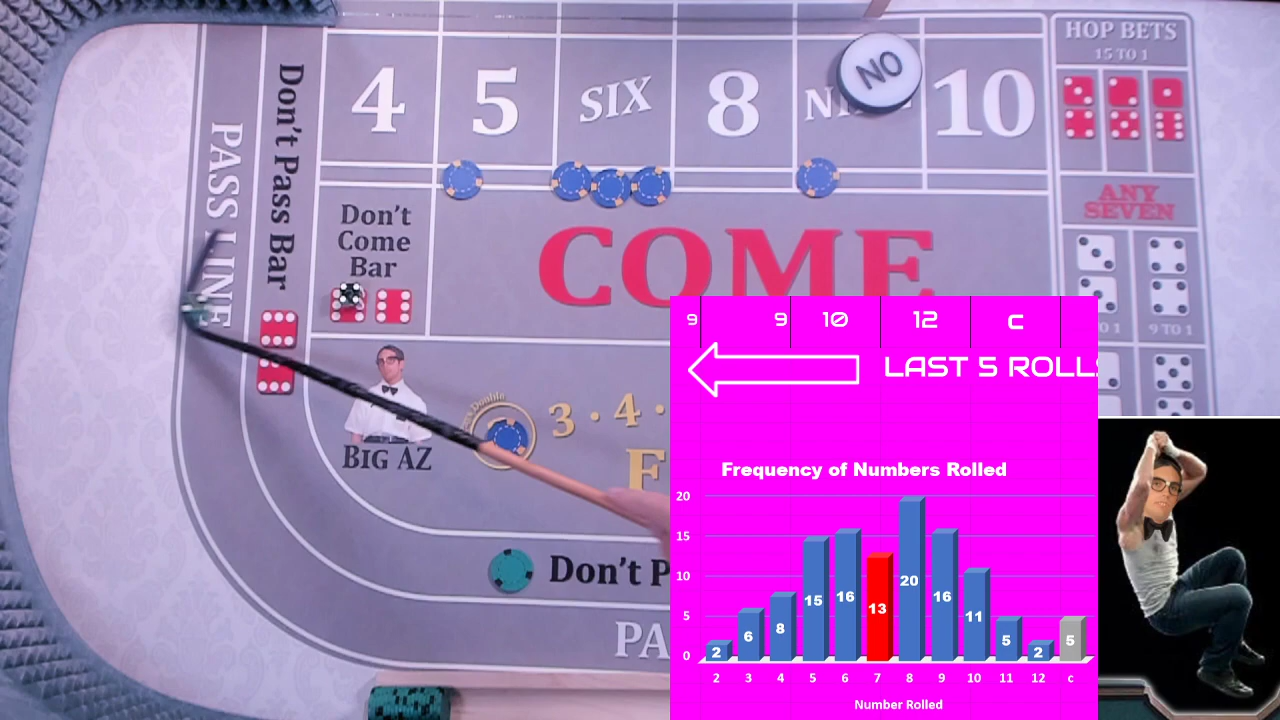 4
5
SIX
8
NO
10
HOP BETS
15 TO 1
PASS LINE
Don't Pass Bar
Don't
Come
Bar
COME
ANY
SEVEN
9 TO 1
BIG AZ
3 · 4 ·
Don't P
PA
9
9
10
12
C
LAST 5 ROLLS
Frequency of Numbers Rolled
20
15
10
5
0
2
6
8
15
16
13
20
16
11
5
2
5
2
3
4
5
6
7
8
9
10
11
12
c
Number Rolled